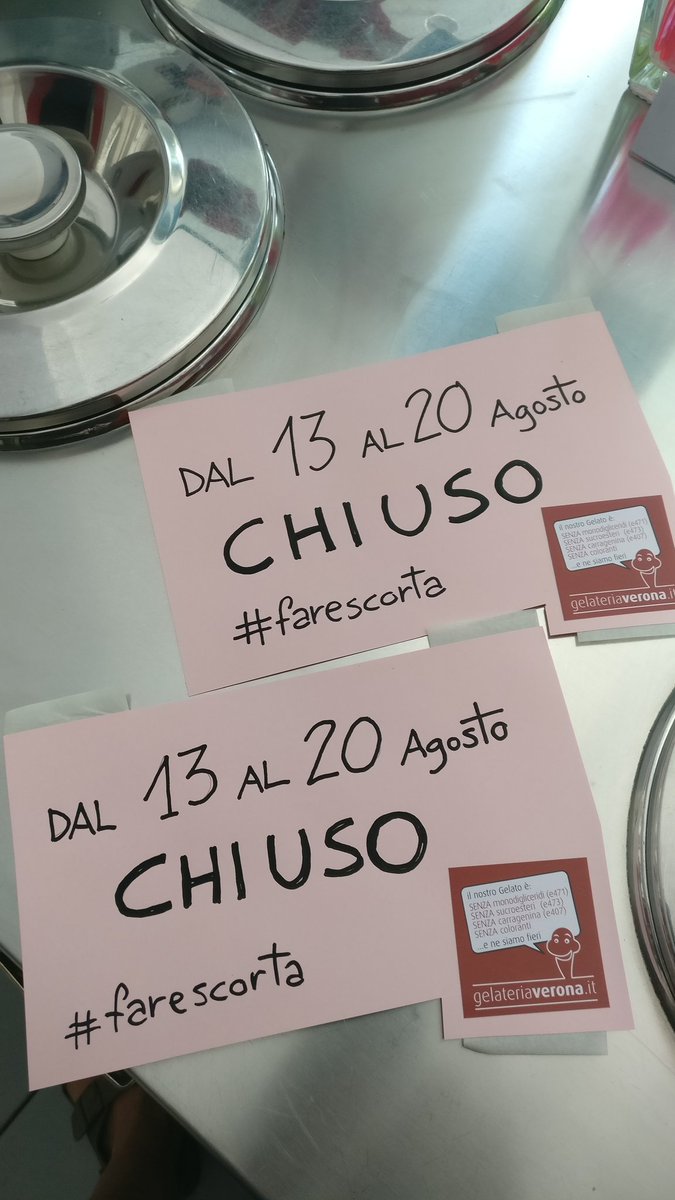 DAL 13 AL 20 Agosto
CHIUSO
#farescorta
il nostro Gelato è:
SENZA monodigliceridi (e471)
SENZA sucroesteri (e473)
SENZA carragenina (e407)
SENZA coloranti
...e ne siamo fieri
gelateriaverona.it
DAL 13 AL 20 Agosto
CHIUSO
#farescorta
il nostro Gelato è:
SENZA monodigliceridi (e471)
SENZA sucroesteri (e473)
SENZA carragenina (e407)
SENZA coloranti
...e ne siamo fieri
gelateriaverona.it